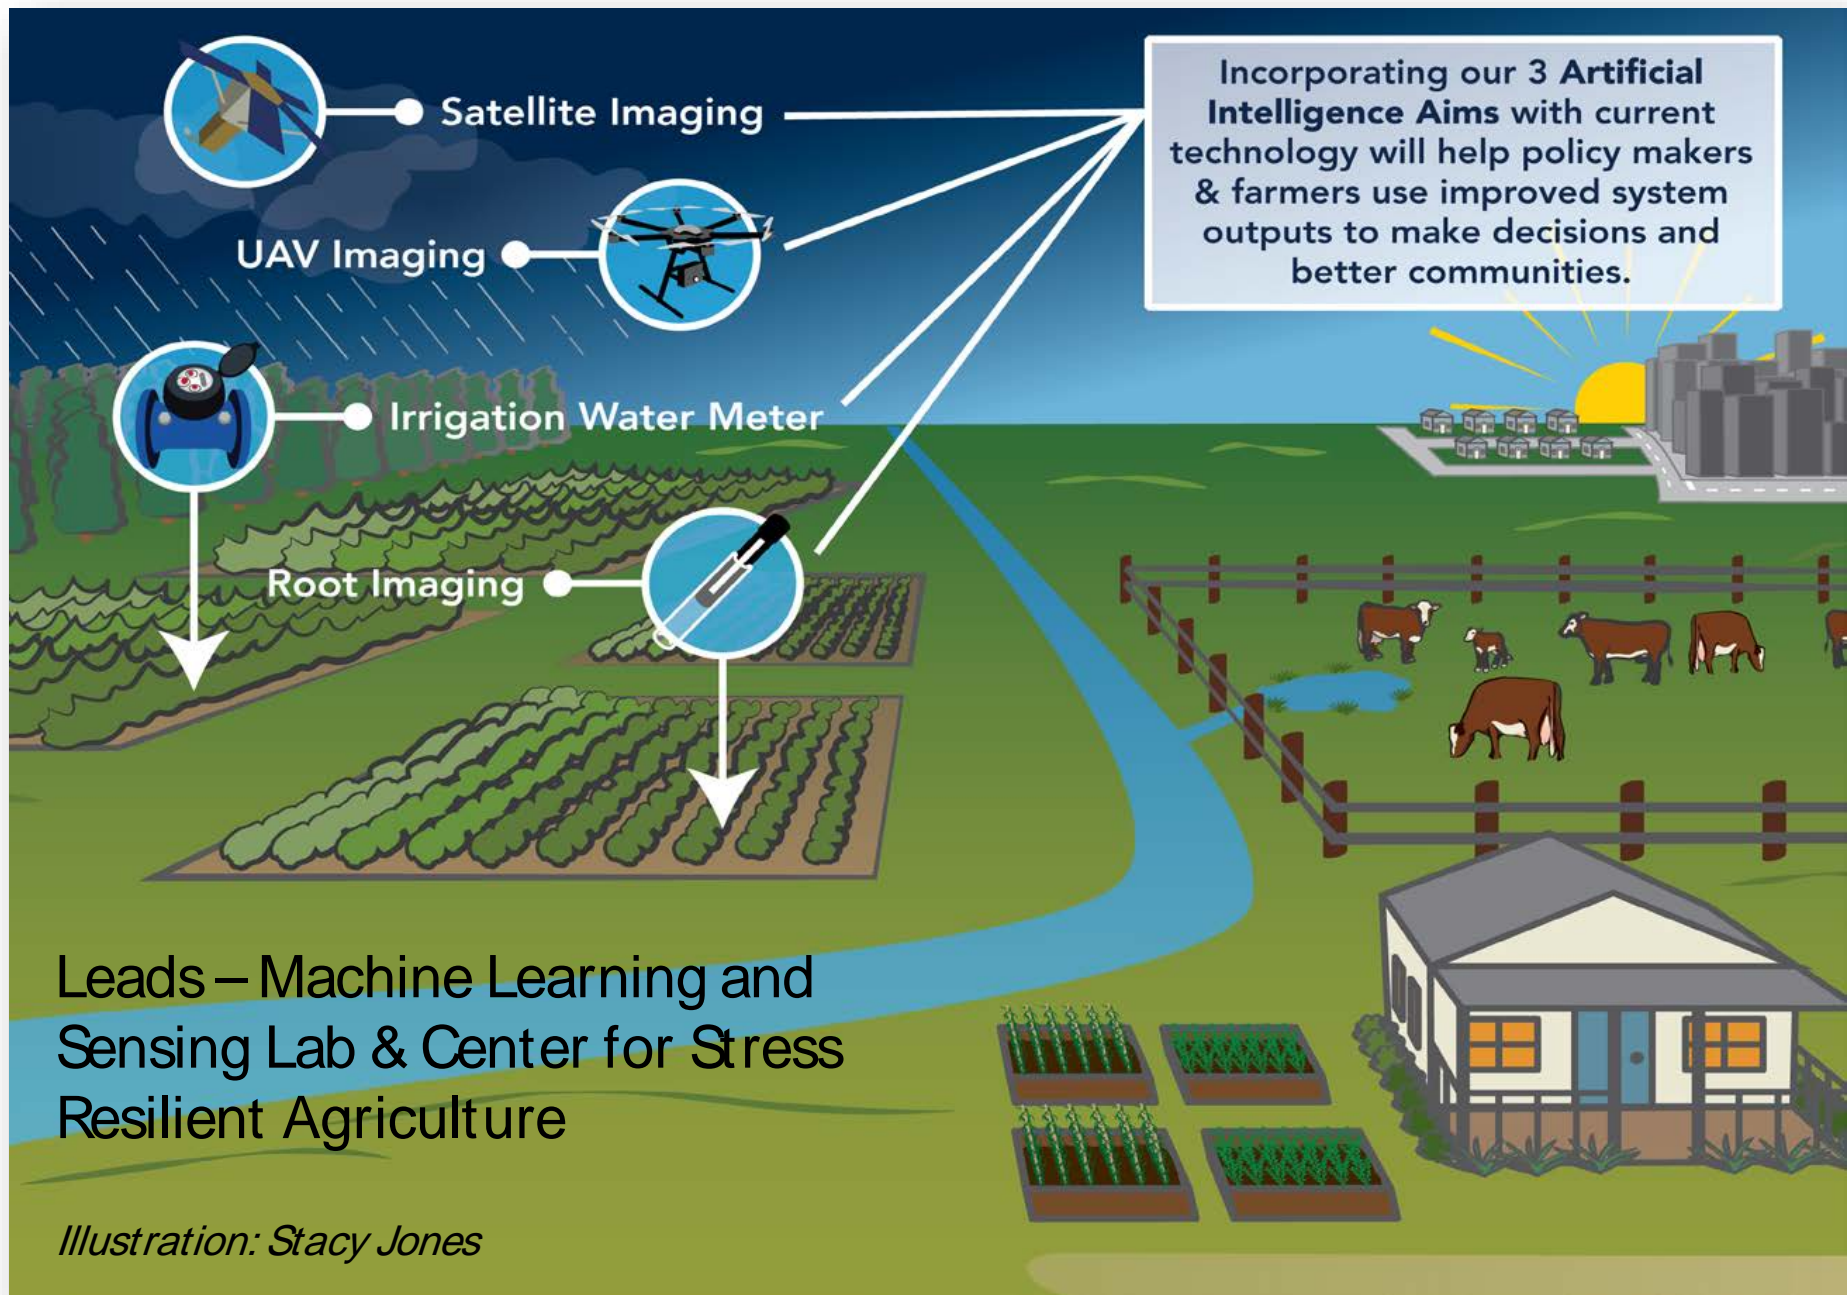 Satellite Imaging
UAV Imaging
Irrigation Water Meter
Root Imaging
Incorporating our 3 Artificial
Intelligence Aims with current
technology will help policy makers
& farmers use improved system
outputs to make decisions and
better communities.
Leads – Machine Learning and
Sensing Lab & Center for Stress
Resilient Agriculture
Illustration: Stacy Jones